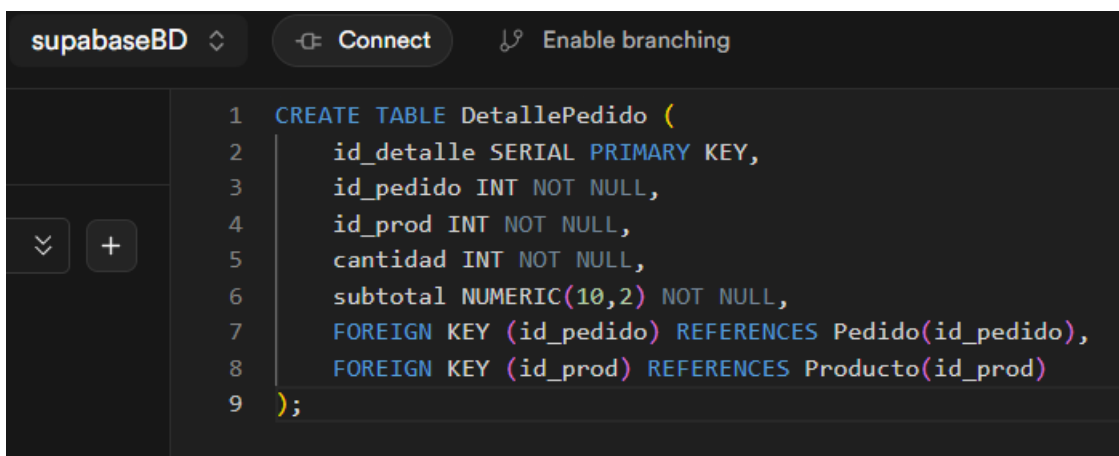 supabaseBD Connect Enable branching
1 CREATE TABLE DetallePedido (
2 id_detalle SERIAL PRIMARY KEY,
3 id_pedido INT NOT NULL,
4 id_prod INT NOT NULL,
5 cantidad INT NOT NULL,
6 subtotal NUMERIC(10,2) NOT NULL,
7 FOREIGN KEY (id_pedido) REFERENCES Pedido(id_pedido),
8 FOREIGN KEY (id_prod) REFERENCES Producto(id_prod)
9 );